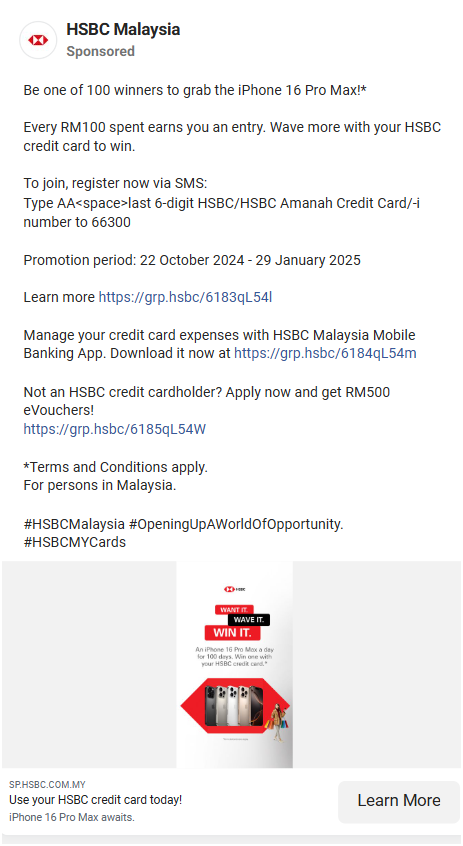 HSBC Malaysia
Sponsored
Be one of 100 winners to grab the iPhone 16 Pro Max!*
Every RM100 spent earns you an entry. Wave more with your HSBC
credit card to win.
To join, register now via SMS:
Type AA<space>last 6-digit HSBC/HSBC Amanah Credit Card/-i
number to 66300
Promotion period: 22 October 2024 - 29 January 2025
Learn more https://grp.hsbc/6183qL54l
Manage your credit card expenses with HSBC Malaysia Mobile
Banking App. Download it now at https://grp.hsbc/6184qL54m
Not an HSBC credit cardholder? Apply now and get RM500
eVouchers!
https://grp.hsbc/6185qL54W
*Terms and Conditions apply.
For persons in Malaysia.
#HSBCMalaysia #OpeningUpAWorldOfOpportunity.
#HSBCMYCards
HSBC
WANT IT.
WAVE IT.
WIN IT.
An iPhone 16 Pro Max a day
for 100 days. Win one with
your HSBC credit card.*
SP.HSBC.COM.MY
Use your HSBC credit card today!
iPhone 16 Pro Max awaits.
Learn More